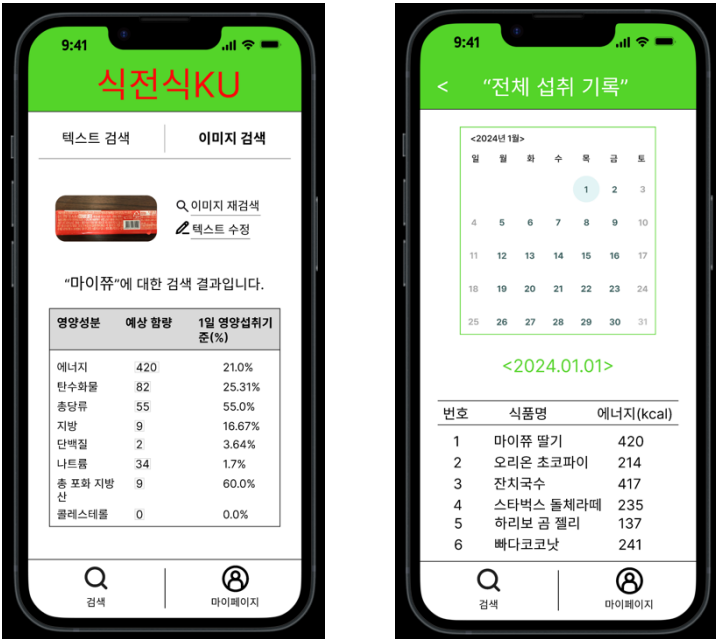 9:41
식전식KU
텍스트 검색 이미지 검색
이미지 재검색
텍스트 수정
“마이쮸”에 대한 검색 결과입니다.
영양성분 예상 함량 1일 영양섭취기
준(%)
에너지 420 21.0%
탄수화물 82 25.31%
총당류 55 55.0%
지방 9 16.67%
단백질 2 3.64%
나트륨 34 1.7%
총 포화 지방 9 60.0%
산
콜레스테롤 0 0.0%
검색 마이페이지
9:41
< “전체 섭취 기록”
<2024년 1월>
일 월 화 수 목 금 토
1 2 3
4 5 6 7 8 9 10
11 12 13 14 15 16 17
18 19 20 21 22 23 24
25 26 27 28 29 30 31
<2024.01.01>
번호 식품명 에너지(kcal)
1 마이쮸 딸기 420
2 오리온 초코파이 214
3 잔치국수 417
4 스타벅스 돌체라떼 235
5 하리보 곰 젤리 137
6 빠다코코낫 241
검색 마이페이지